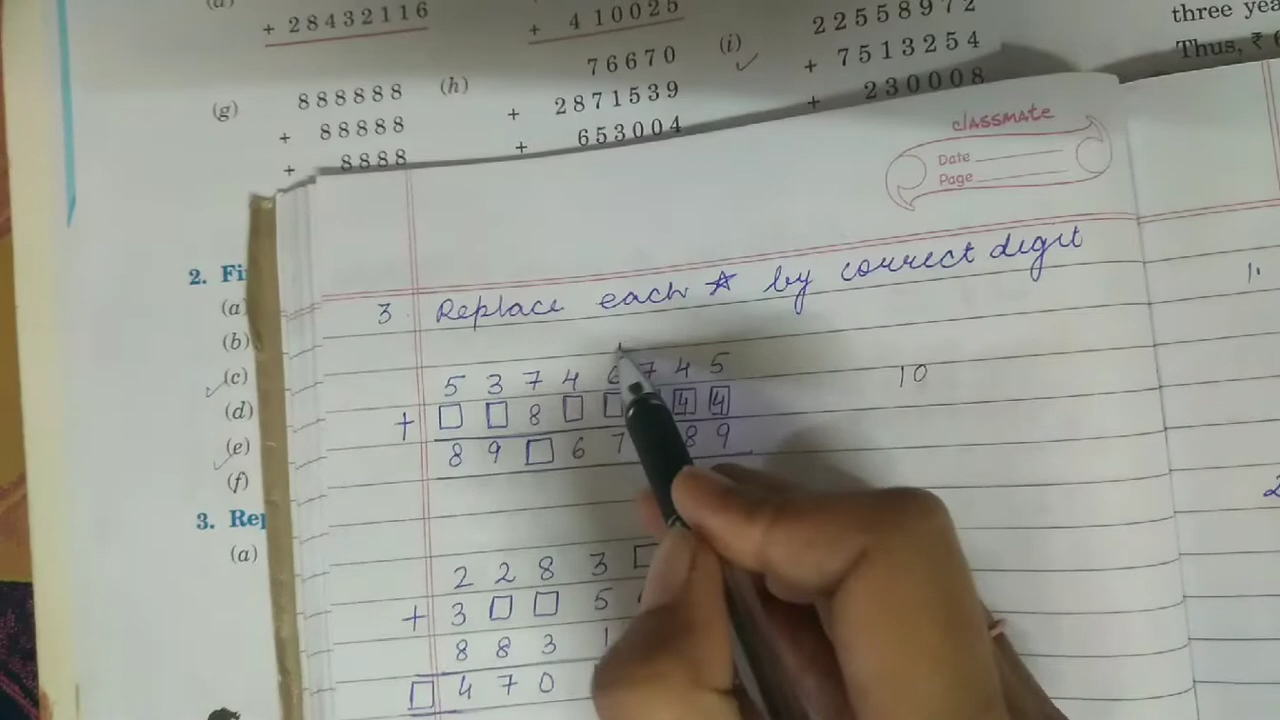 + 28432116
+ 410025
22558972
+ 7513254
+ 230008
three yea
Thus, ₹
(g) 888888
+ 88888
+ 8888
(h) 76670
+ 2871539
+ 653004
(i)
classmate
Date
Page
2. Fi
(a)
(b)
(c)
(d)
(e)
(f)
3. Rep
(a)
3. Replace each ☆ by correct digit
5 3 7 4 6 7 4 5
+ □ □ 8 □ □ 4 4
8 9 □ 6 7 8 9
10
1.
2
2 2 8 3 □
+ 3 □ □ 5
8 8 3 1
□ 4 7 0